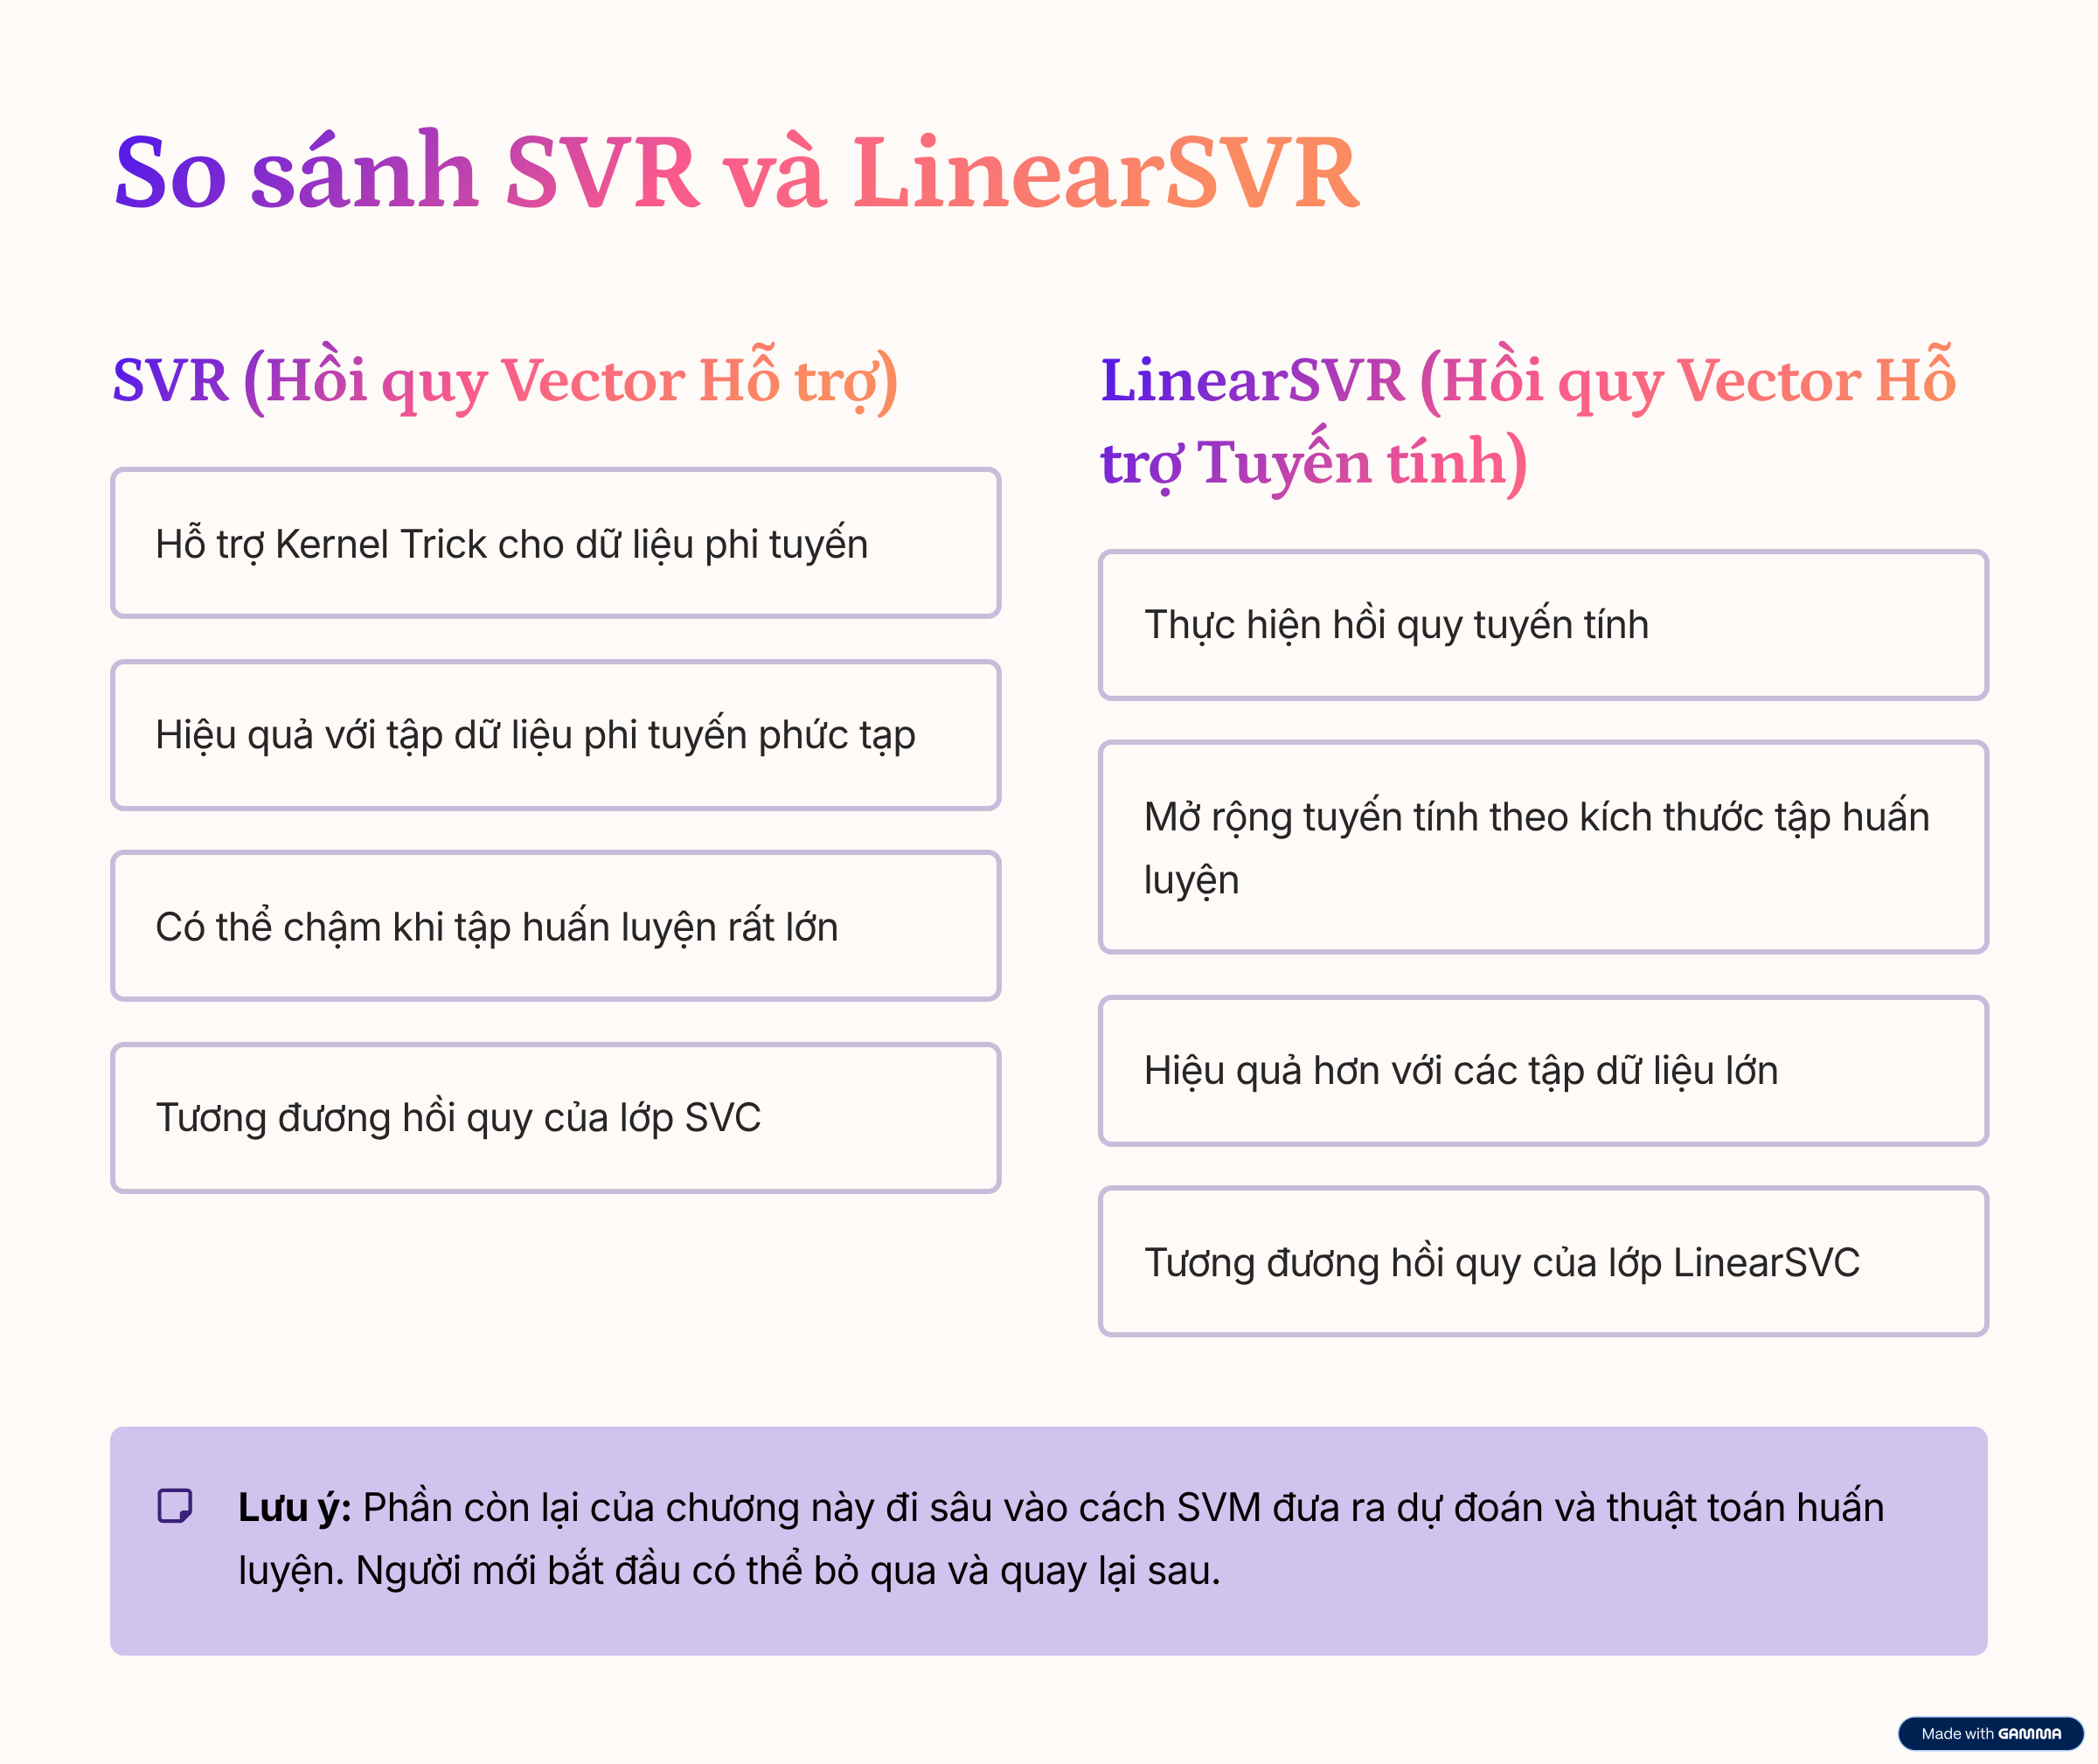 So sánh SVR và LinearSVR
SVR (Hồi quy Vector Hỗ trợ)
Hỗ trợ Kernel Trick cho dữ liệu phi tuyến
Hiệu quả với tập dữ liệu phi tuyến phức tạp
Có thể chậm khi tập huấn luyện rất lớn
Tương đương hồi quy của lớp SVC
LinearSVR (Hồi quy Vector Hỗ
trợ Tuyến tính)
Thực hiện hồi quy tuyến tính
Mở rộng tuyến tính theo kích thước tập huấn
luyện
Hiệu quả hơn với các tập dữ liệu lớn
Tương đương hồi quy của lớp LinearSVC
Lưu ý: Phần còn lại của chương này đi sâu vào cách SVM đưa ra dự đoán và thuật toán huấn
luyện. Người mới bắt đầu có thể bỏ qua và quay lại sau.
Made with GAMMA